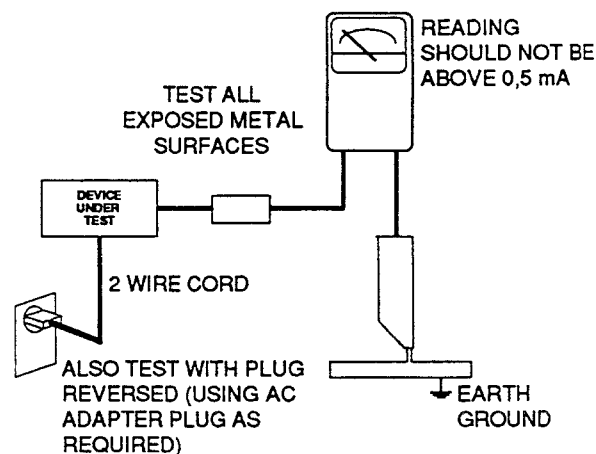 READING
SHOULD NOT BE
ABOVE 0,5 mA
TEST ALL
EXPOSED METAL
SURFACES
DEVICE
UNDER
TEST
2 WIRE CORD
ALSO TEST WITH PLUG
REVERSED (USING AC
ADAPTER PLUG AS
REQUIRED)
EARTH
GROUND